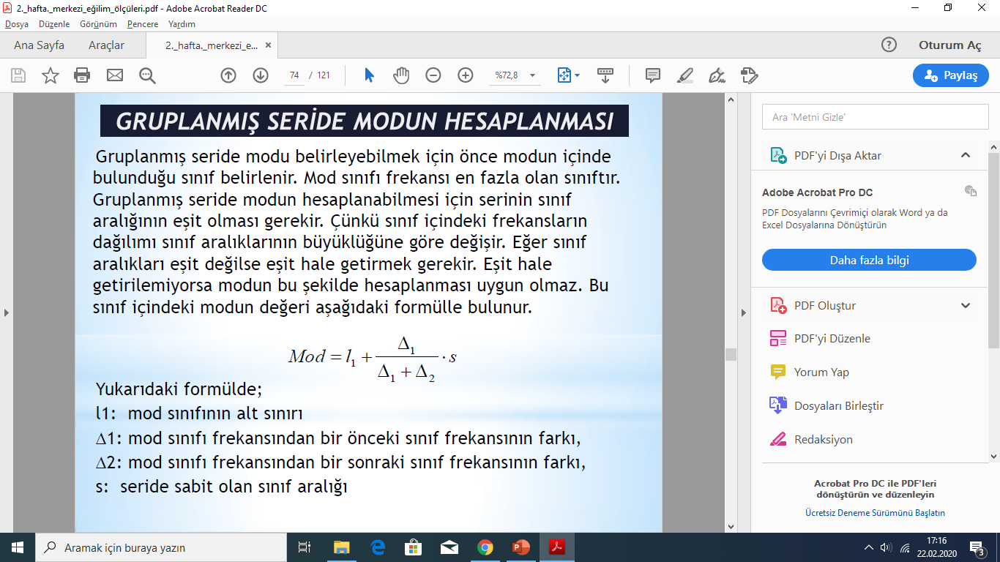 2._hafta._merkezi_eğilim_ölçüleri.pdf - Adobe Acrobat Reader DC
Dosya Düzenle Görünüm Pencere Yardım
Ana Sayfa Araçlar 2._hafta._merkezi_e... ×
? Oturum Aç
74 / 121 %72,8 Paylaş
GRUPLANMIŞ SERİDE MODUN HESAPLANMASI
Gruplanmış seride modu belirleyebilmek için önce modun içinde
bulunduğu sınıf belirlenir. Mod sınıfı frekansı en fazla olan sınıftır.
Gruplanmış seride modun hesaplanabilmesi için serinin sınıf
aralığının eşit olması gerekir. Çünkü sınıf içindeki frekansların
dağılımı sınıf aralıklarının büyüklüğüne göre değişir. Eğer sınıf
aralıkları eşit değilse eşit hale getirmek gerekir. Eşit hale
getirilemiyorsa modun bu şekilde hesaplanması uygun olmaz. Bu
sınıf içindeki modun değeri aşağıdaki formülle bulunur.
Mod = l₁ + Δ₁ / (Δ₁ + Δ₂) · s
Yukarıdaki formülde;
l1: mod sınıfının alt sınırı
∆1: mod sınıfı frekansından bir önceki sınıf frekansının farkı,
∆2: mod sınıfı frekansından bir sonraki sınıf frekansının farkı,
s: seride sabit olan sınıf aralığı
Ara 'Metni Gizle'
PDF'yi Dışa Aktar
Adobe Acrobat Pro DC
PDF Dosyalarını Çevrimiçi olarak Word ya da
Excel Dosyalarına Dönüştürün
Daha fazla bilgi
PDF Oluştur
PDF'yi Düzenle
Yorum Yap
Dosyaları Birleştir
Redaksiyon
Acrobat Pro DC ile PDF'leri
dönüştürün ve düzenleyin
Ücretsiz Deneme Sürümünü Başlatın
Aramak için buraya yazın
17:16
22.02.2020
3